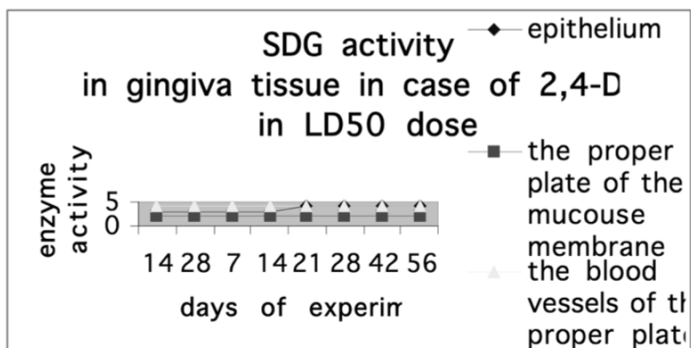 SDG activity
in gingiva tissue in case of 2,4-D
in LD50 dose
epithelium
the proper
plate of the
mucouse
membrane
the blood
vessels of th
proper plate
enzyme
activity
5
0
14 28 7 14 21 28 42 56
days of experim